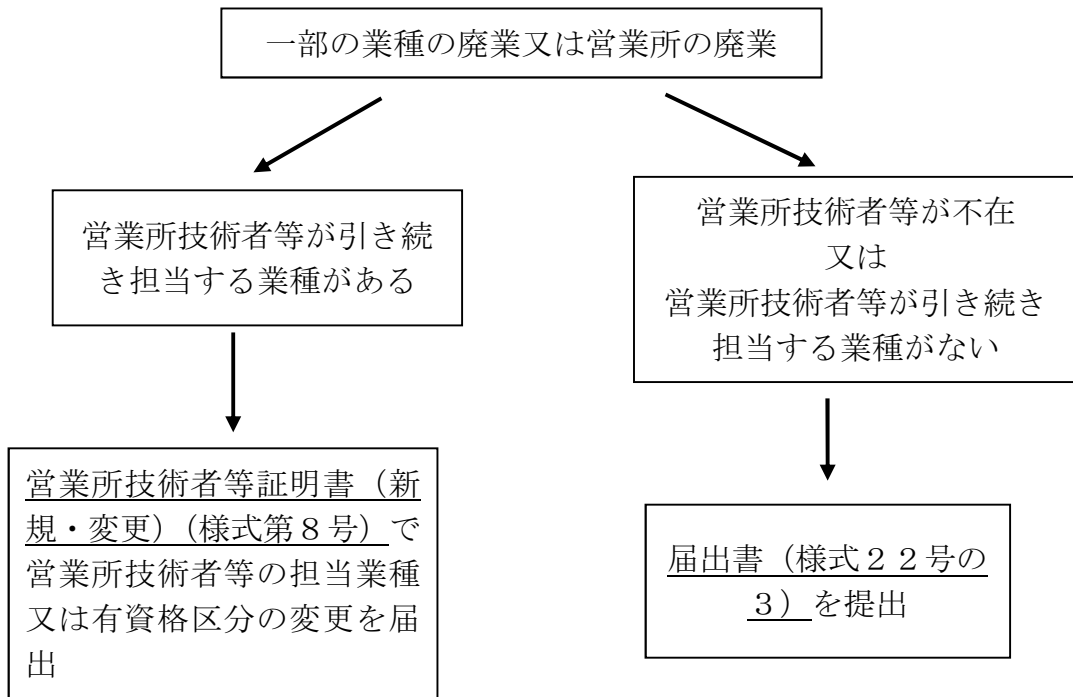 一部の業種の廃業又は営業所の廃業
営業所技術者等が引き続
き担当する業種がある
営業所技術者等が不在
又は
営業所技術者等が引き続き
担当する業種がない
営業所技術者等証明書（新
規・変更）（様式第８号）で
営業所技術者等の担当業種
又は有資格区分の変更を届
出
届出書（様式２２号の
３）を提出